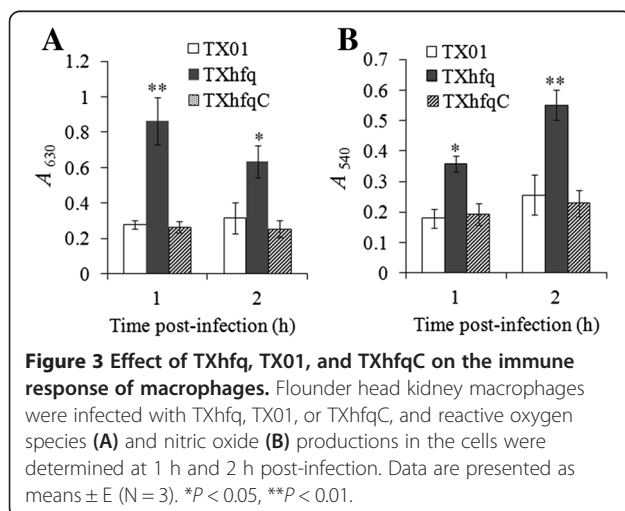 A
TX01
TXhfq
TXhfqC
1.2
1
0.8
0.6
0.4
0.2
0
A 630
** *
1 2
Time post-infection (h)
B
TX01
TXhfq
TXhfqC
0.7
0.6
0.5
0.4
0.3
0.2
0.1
0
A 540
* **
1 2
Time post-infection (h)
Figure 3 Effect of TXhfq, TX01, and TXhfqC on the immune
response of macrophages. Flounder head kidney macrophages
were infected with TXhfq, TX01, or TXhfqC, and reactive oxygen
species (A) and nitric oxide (B) productions in the cells were
determined at 1 h and 2 h post-infection. Data are presented as
means ± E (N = 3). *P < 0.05, **P < 0.01.